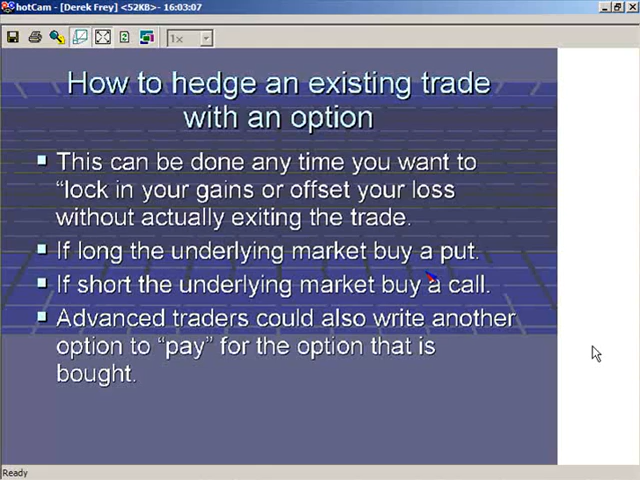 hotCam - [Derek Frey] <52KB>- 16:03:07
1×
How to hedge an existing trade
with an option
This can be done any time you want to
“lock in your gains or offset your loss
without actually exiting the trade.
If long the underlying market buy a put.
If short the underlying market buy a call.
Advanced traders could also write another
option to “pay” for the option that is
bought.
Ready